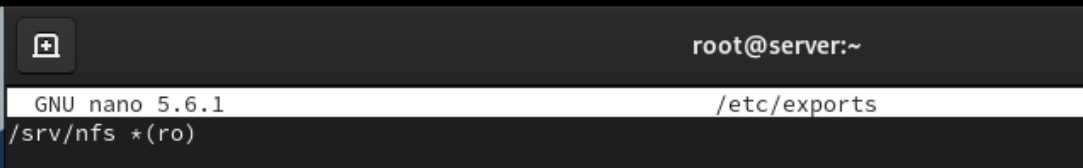 root@server:~
GNU nano 5.6.1 /etc/exports
/srv/nfs *(ro)